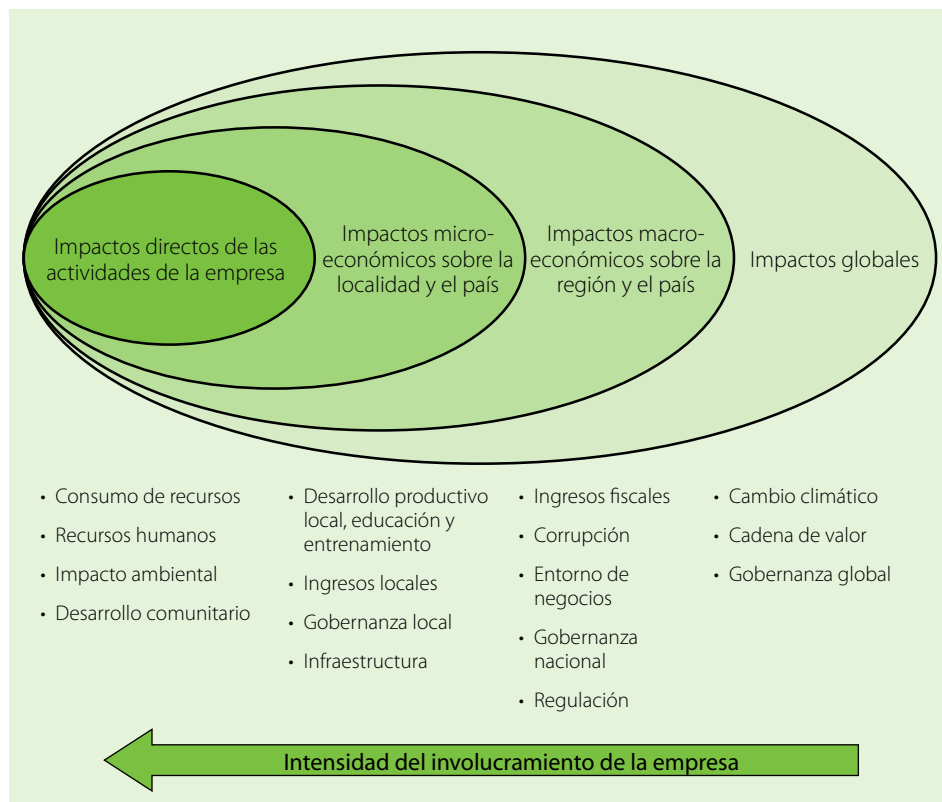 Impactos directos de las
actividades de la empresa
Impactos micro-
económicos sobre la
localidad y el país
Impactos macro-
económicos sobre la
región y el país
Impactos globales
• Consumo de recursos
• Recursos humanos
• Impacto ambiental
• Desarrollo comunitario
• Desarrollo productivo
local, educación y
entrenamiento
• Ingresos locales
• Gobernanza local
• Infraestructura
• Ingresos fiscales
• Corrupción
• Entorno de
negocios
• Gobernanza
nacional
• Regulación
• Cambio climático
• Cadena de valor
• Gobernanza global
Intensidad del involucramiento de la empresa